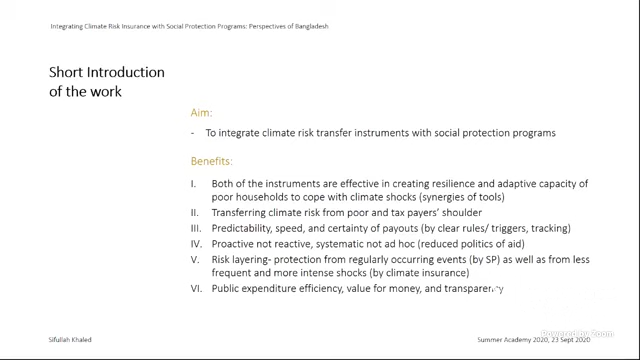 Integrating Climate Risk Insurance with Social Protection Programs: Perspectives of Bangladesh
Short Introduction
of the work
Aim:
- To integrate climate risk transfer instruments with social protection programs
Benefits:
I. Both of the instruments are effective in creating resilience and adaptive capacity of
poor households to cope with climate shocks (synergies of tools)
II. Transferring climate risk from poor and tax payers' shoulder
III. Predictability, speed, and certainty of payouts (by clear rules/ triggers, tracking)
IV. Proactive not reactive, systematic not ad hoc (reduced politics of aid)
V. Risk layering- protection from regularly occurring events (by SP) as well as from less
frequent and more intense shocks (by climate insurance)
VI. Public expenditure efficiency, value for money, and transparency
Powered by Zoom
Sifullah Khaled
Summer Academy 2020, 23 Sept 2020